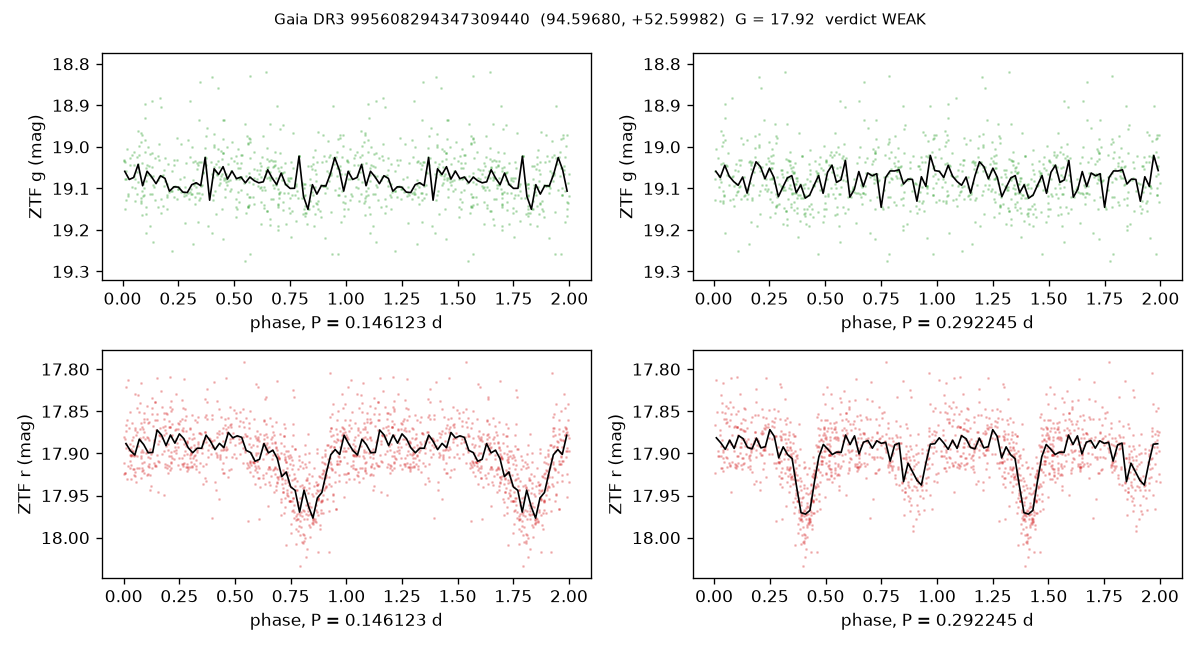 Gaia DR3 995608294347309440  (94.59680, +52.59982)  G = 17.92  verdict WEAK
ZTF g (mag)
18.8
18.9
19.0
19.1
19.2
19.3
0.00 0.25 0.50 0.75 1.00 1.25 1.50 1.75 2.00
phase, P = 0.146123 d
ZTF g (mag)
18.8
18.9
19.0
19.1
19.2
19.3
0.00 0.25 0.50 0.75 1.00 1.25 1.50 1.75 2.00
phase, P = 0.292245 d
ZTF r (mag)
17.80
17.85
17.90
17.95
18.00
0.00 0.25 0.50 0.75 1.00 1.25 1.50 1.75 2.00
phase, P = 0.146123 d
ZTF r (mag)
17.80
17.85
17.90
17.95
18.00
0.00 0.25 0.50 0.75 1.00 1.25 1.50 1.75 2.00
phase, P = 0.292245 d